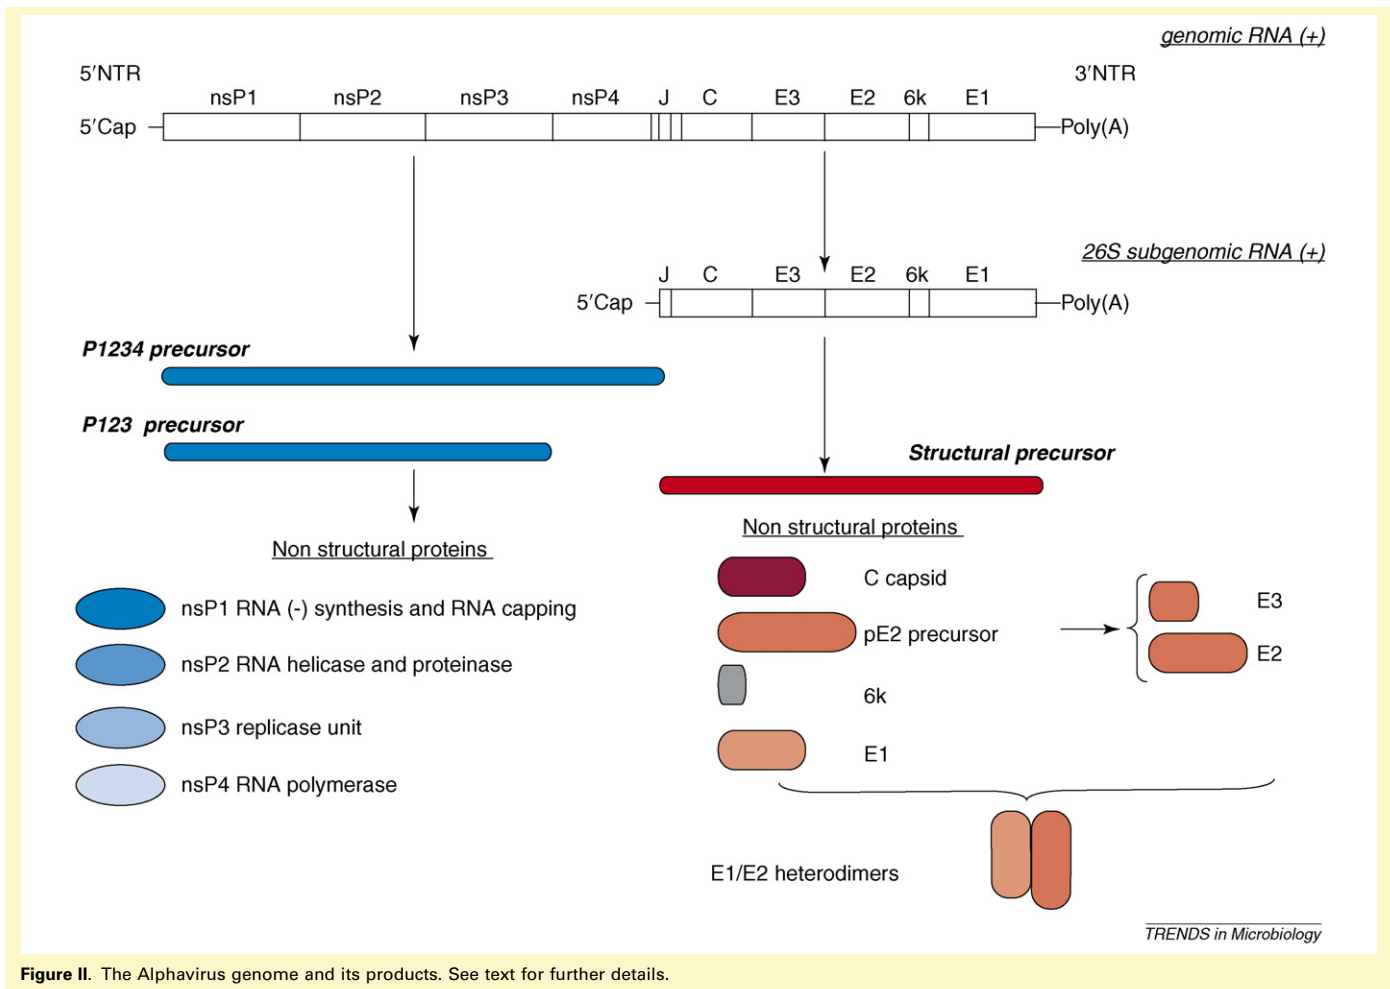 genomic RNA (+)
5′NTR
3′NTR
nsP1 nsP2 nsP3 nsP4 J C E3 E2 6k E1
5′Cap
Poly(A)
26S subgenomic RNA (+)
J C E3 E2 6k E1
5′Cap
Poly(A)
P1234 precursor
P123 precursor
Structural precursor
Non structural proteins
nsP1 RNA (-) synthesis and RNA capping
nsP2 RNA helicase and proteinase
nsP3 replicase unit
nsP4 RNA polymerase
Non structural proteins
C capsid
pE2 precursor
6k
E1
E3
E2
E1/E2 heterodimers
TRENDS in Microbiology
Figure II. The Alphavirus genome and its products. See text for further details.